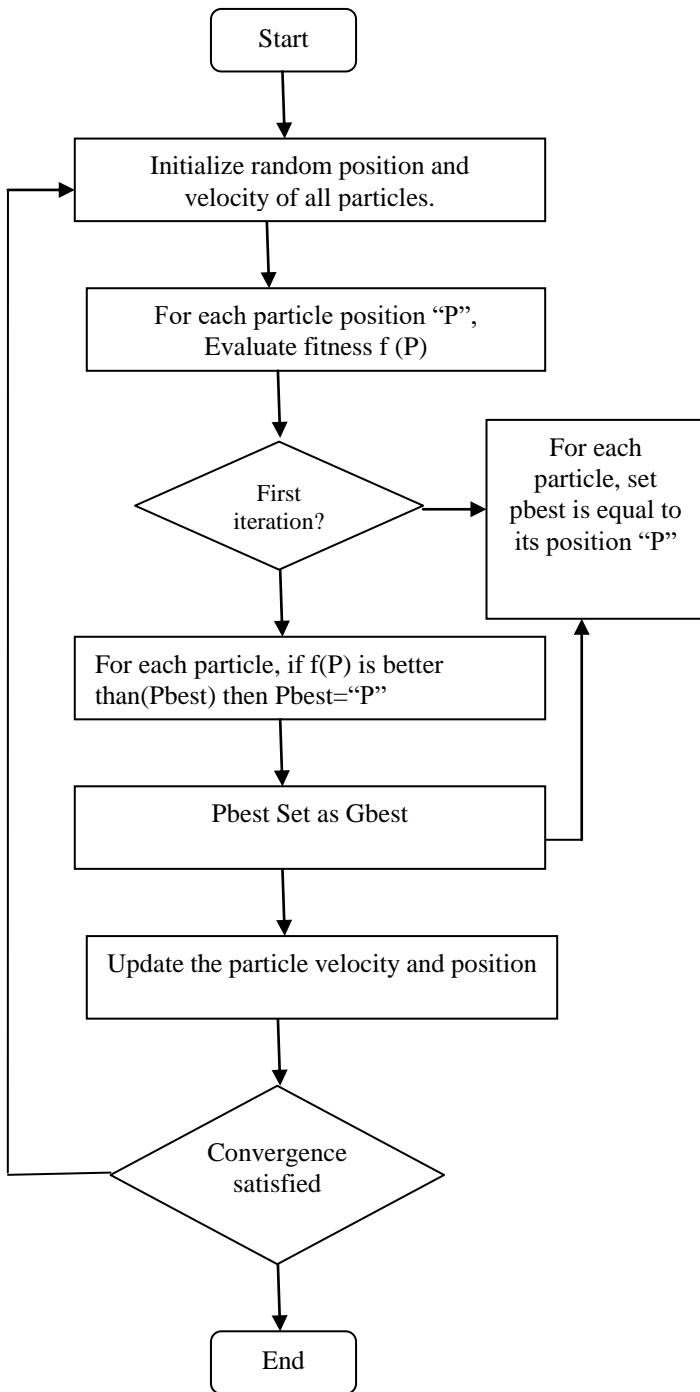 Start
Initialize random position and
velocity of all particles.
For each particle position “P”,
Evaluate fitness f (P)
First
iteration?
For each
particle, set
pbest is equal to
its position “P”
For each particle, if f(P) is better
than(Pbest) then Pbest=“P”
Pbest Set as Gbest
Update the particle velocity and position
Convergence
satisfied
End